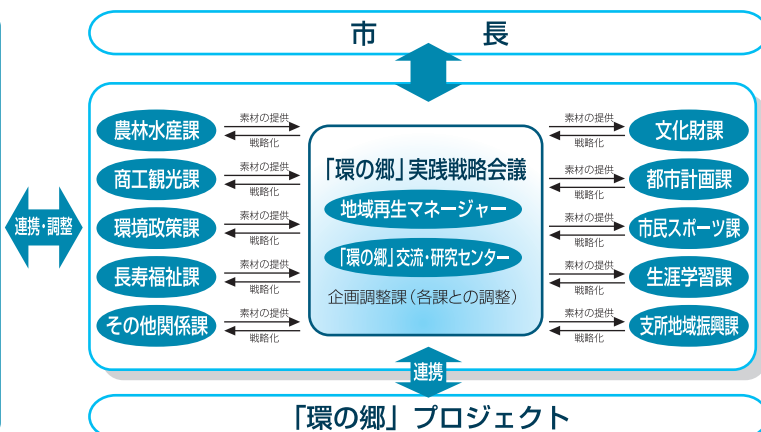 市　　　長
連携・調整
農林水産課
素材の提供
戦略化
商工観光課
素材の提供
戦略化
環境政策課
素材の提供
戦略化
長寿福祉課
素材の提供
戦略化
その他関係課
素材の提供
戦略化
「環の郷」実践戦略会議
地域再生マネージャー
「環の郷」交流・研究センター
企画調整課（各課との調整）
素材の提供
戦略化
文化財課
素材の提供
戦略化
都市計画課
素材の提供
戦略化
市民スポーツ課
素材の提供
戦略化
生涯学習課
素材の提供
戦略化
支所地域振興課
連携
「環の郷」プロジェクト